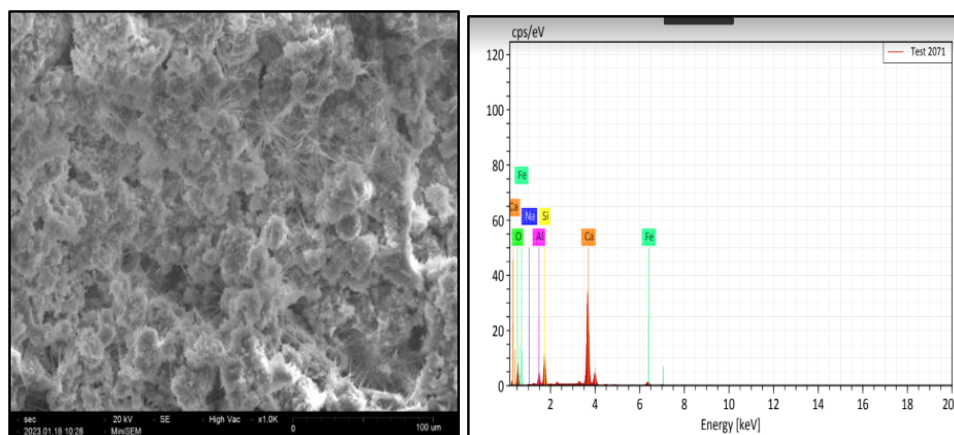 sec 20 kV SE High Vac x1.0K 0 100 um
2023.01.18 10:28 MiniSEM
cps/eV
Test 2071
120
100
80
60
40
20
0
Fe
Ca Na Si
O Al Ca Fe
2 4 6 8 10 12 14 16 18 20
Energy [keV]